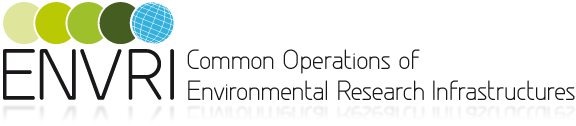 ENVRI
Common Operations of
Environmental Research Infrastructures